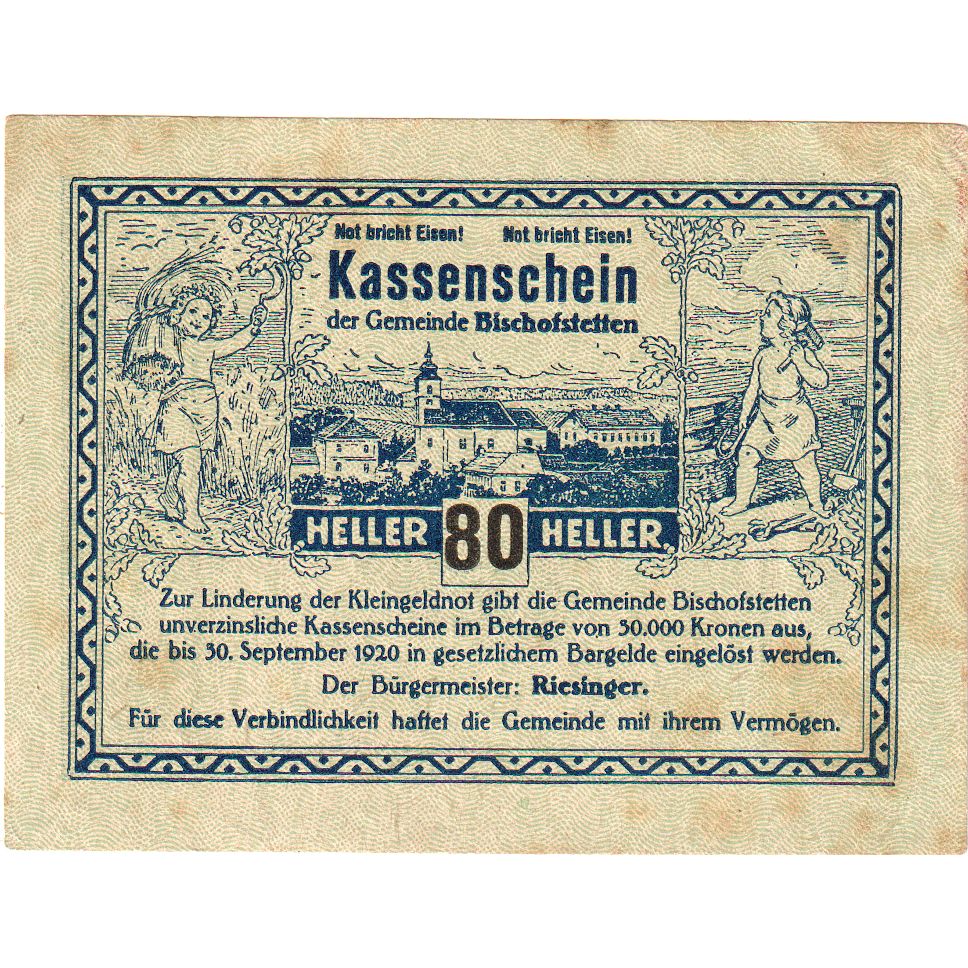 Not bricht Eisen! Not bricht Eisen!
Kassenschein
der Gemeinde Bischofstetten
HELLER 80 HELLER
Zur Linderung der Kleingeldnot gibt die Gemeinde Bischofstetten
unverzinsliche Kassenscheine im Betrage von 30.000 Kronen aus,
die bis 30. September 1920 in gesetzlichem Bargelde eingelöst werden.
Der Bürgermeister: Riesinger.
Für diese Verbindlichkeit haftet die Gemeinde mit ihrem Vermögen.